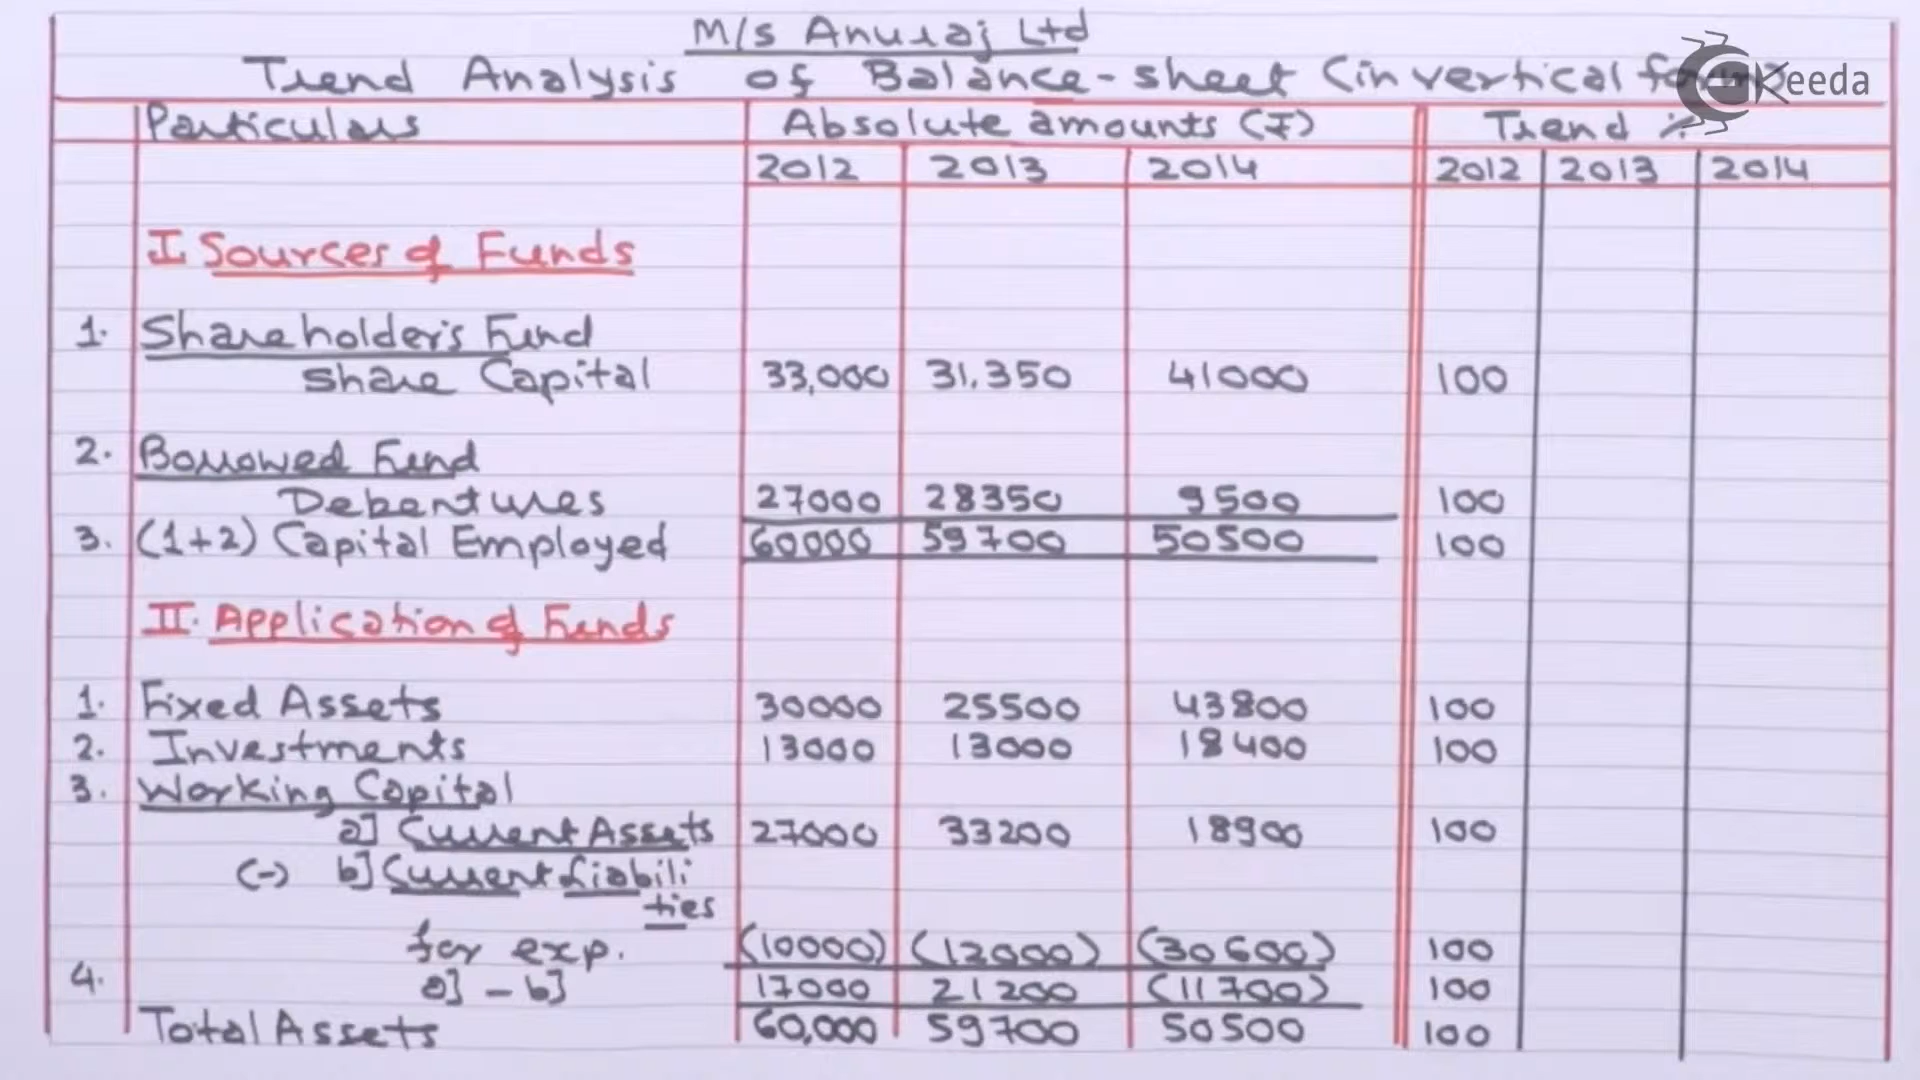 M/s Anuraj Ltd
Trend Analysis of Balance-sheet (in vertical
Keeda
Particulars Absolute amounts (₹) Trend %
2012 2013 2014 2012 2013 2014
I. Sources of Funds
1. Shareholder's Fund
Share Capital 33,000 31,350 41000 100
2. Borrowed Fund
Debentures 27000 28350 9500 100
3. (1+2) Capital Employed 60000 59700 50500 100
II. Application of Funds
1. Fixed Assets 30000 25500 43800 100
2. Investments 13000 13000 18400 100
3. Working Capital
a] Current Assets 27000 33200 18900 100
(-) b] Current Liabili
ties
for exp. (10000) (12000) (30600) 100
4. a] - b] 17000 21200 (11700) 100
Total Assets 60,000 59700 50500 100